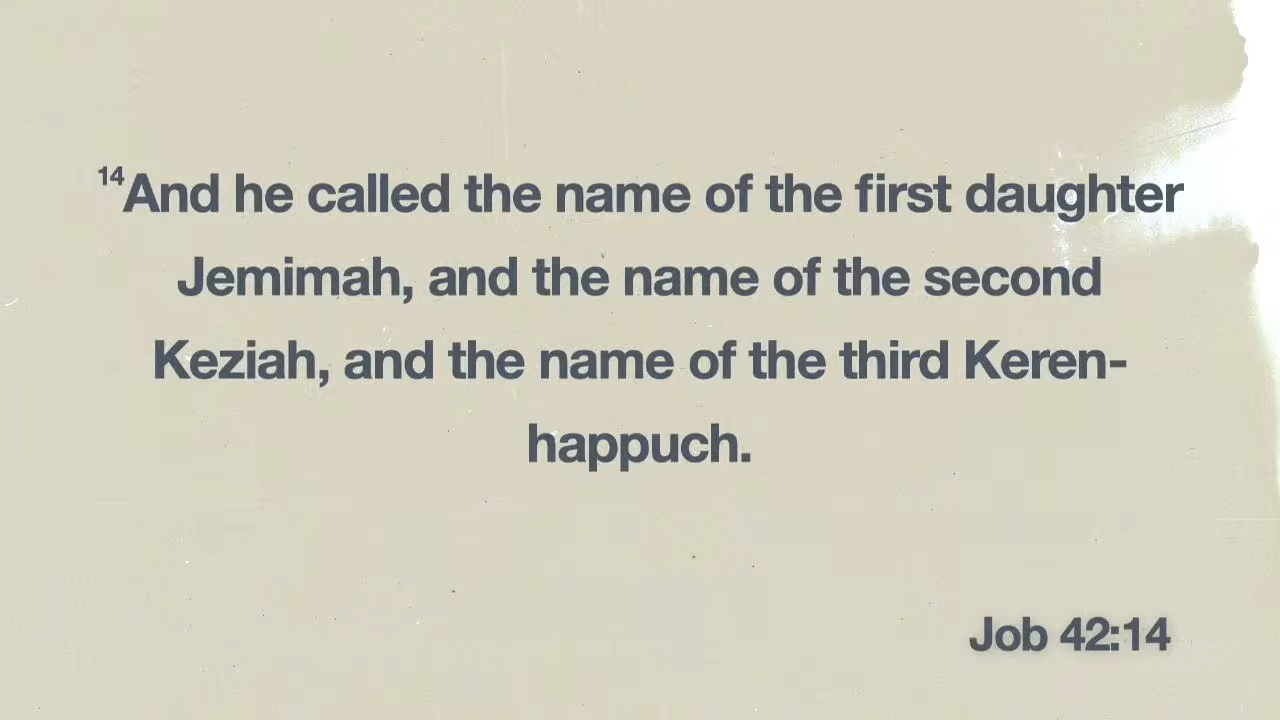 14And he called the name of the first daughter
Jemimah, and the name of the second
Keziah, and the name of the third Keren-
happuch.
Job 42:14